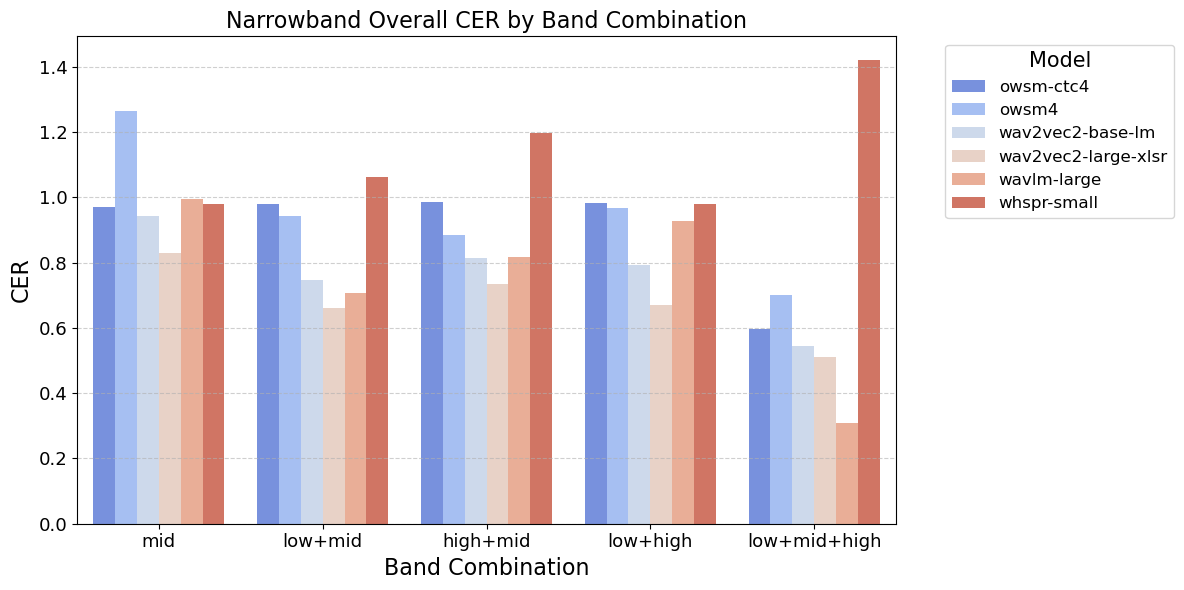 Narrowband Overall CER by Band Combination
CER
1.4
1.2
1.0
0.8
0.6
0.4
0.2
0.0
mid
low+mid
high+mid
low+high
low+mid+high
Band Combination
Model
owsm-ctc4
owsm4
wav2vec2-base-lm
wav2vec2-large-xlsr
wavlm-large
whspr-small